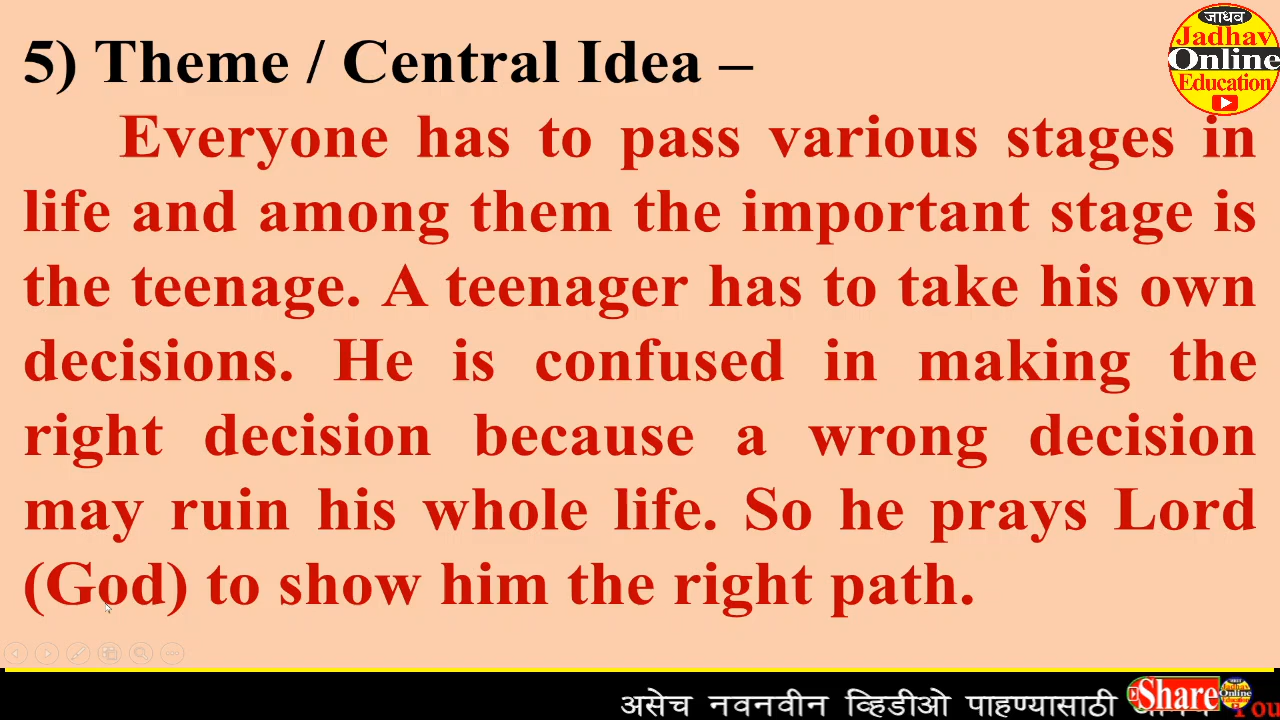 5) Theme / Central Idea –
जाधव
Jadhav
Online
Education
Everyone has to pass various stages in
life and among them the important stage is
the teenage. A teenager has to take his own
decisions. He is confused in making the
right decision because a wrong decision
may ruin his whole life. So he prays Lord
(God) to show him the right path.
असेच नवनवीन व्हिडीओ पाहण्यासाठी
Share